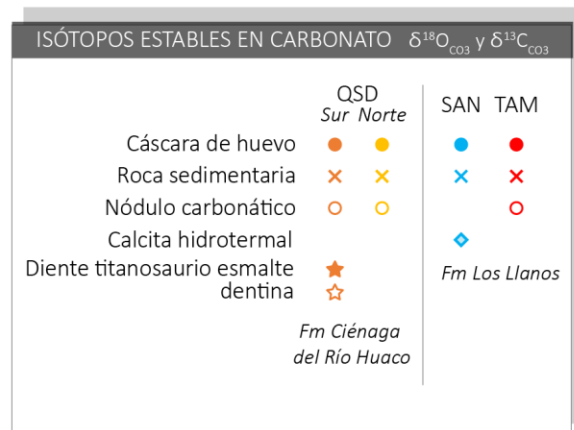 ISÓTOPOS ESTABLES EN CARBONATO δ¹⁸O_CO3 y δ¹³C_CO3
QSD
Sur Norte
SAN TAM
Cáscara de huevo
Roca sedimentaria
Nódulo carbonático
Calcita hidrotermal
Diente titanosaurio esmalte
dentina
Fm Los Llanos
Fm Ciénaga
del Río Huaco